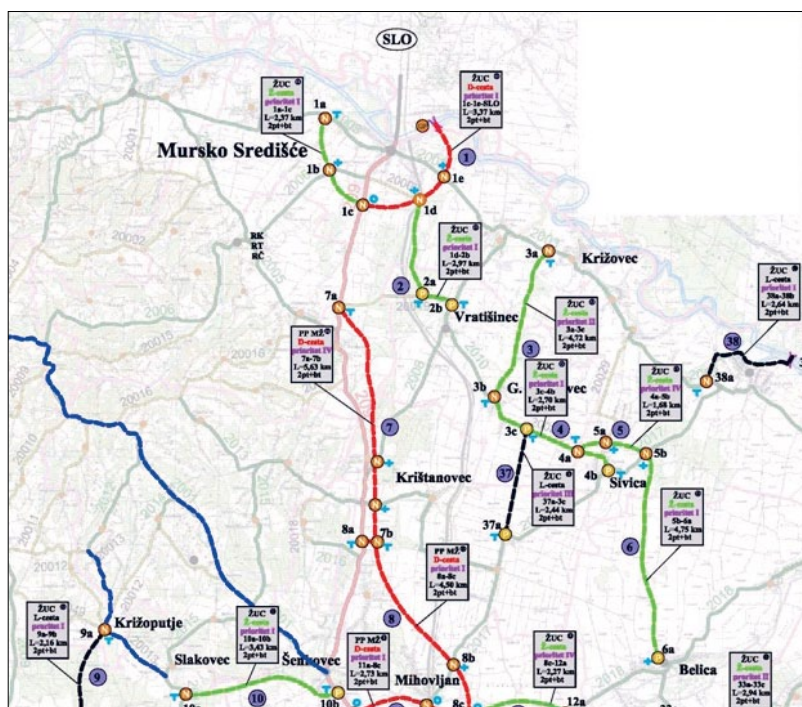 SLO
ŽUC
Ž-cesta
prioritet I
1a-1c
L=2,37 km
2pt+bt
1a
ŽUC
D-cesta
prioritet I
1c-1e-SLO
L=3,37 km
2pt+bt
Mursko Središće
1b
1
1e
1c
1d
RK
RT
RČ
ŽUC
Ž-cesta
prioritet I
1d-2b
L=2,97 km
2pt+bt
3a
Križovec
2
2a
2b
Vratišinec
7a
ŽUC
L-cesta
prioritet I
38a-38b
L=2,64 km
2pt+bt
ŽUC
Ž-cesta
prioritet II
3a-3c
L=4,72 km
2pt+bt
PP MŽ
D-cesta
prioritet IV
7a-7b
L=5,63 km
2pt+bt
3
38
38a
3b
G.
vec
ŽUC
Ž-cesta
prioritet I
3c-4b
L=2,70 km
2pt+bt
ŽUC
Ž-cesta
prioritet IV
4a-5b
L=1,68 km
2pt+bt
7
3c
4
5a
5
4a
5b
4b
Sivica
Krištanovec
37
ŽUC
L-cesta
prioritet III
37a-3c
L=2,44 km
2pt+bt
37a
ŽUC
Ž-cesta
prioritet I
5b-6a
L=4,75 km
2pt+bt
8a
7b
6
PP MŽ
D-cesta
prioritet I
8a-8c
L=4,50 km
2pt+bt
8
ŽUC
L-cesta
prioritet I
9a-9b
L=2,16 km
2pt+bt
9a
Križoputje
ŽUC
Ž-cesta
prioritet I
10a-10b
L=3,43 km
2pt+bt
Slakovec
Šenkovec
PP MŽ
D-cesta
prioritet I
11a-8c
L=2,73 km
2pt+bt
Mihovljan
8b
ŽUC
Ž-cesta
prioritet IV
8c-12a
L=2,27 km
2pt+bt
6a
Belica
ŽUC
Ž-cesta
prioritet II
33a-33c
L=2,94 km
2pt+bt
9
10
10b
8c
12a